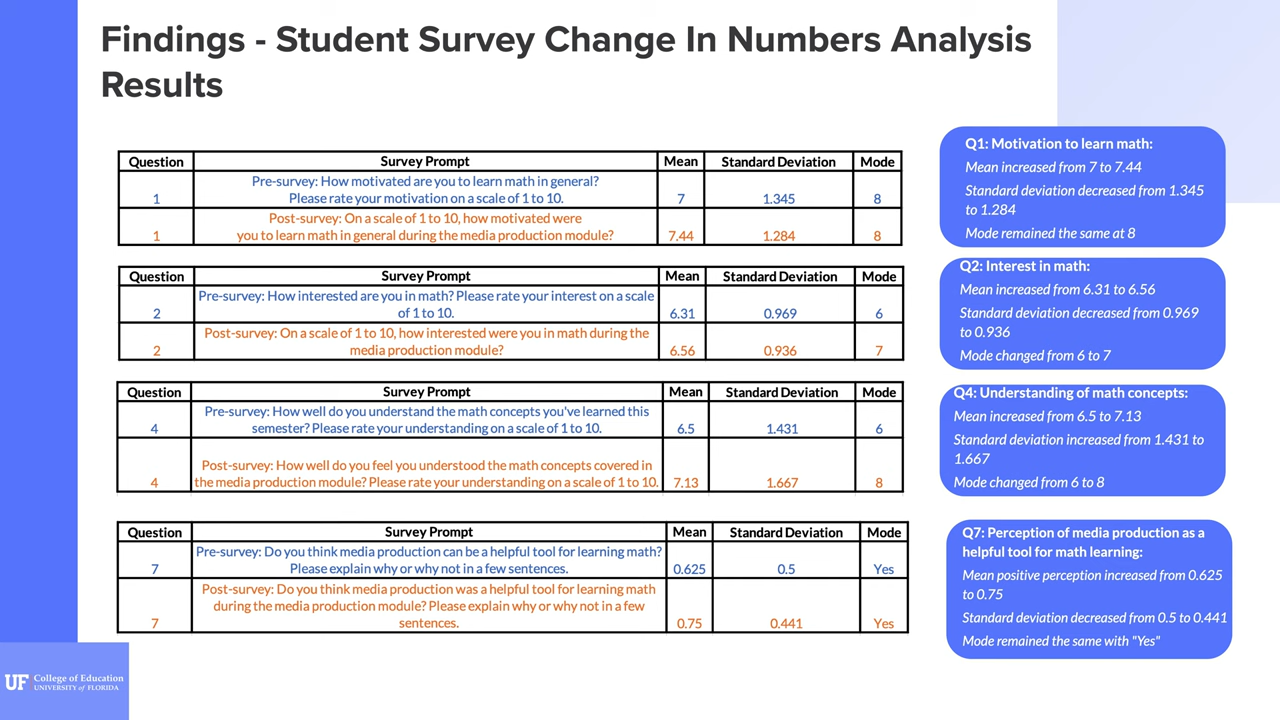 Findings - Student Survey Change In Numbers Analysis
Results
Question Survey Prompt Mean Standard Deviation Mode
Pre-survey: How motivated are you to learn math in general?
1 Please rate your motivation on a scale of 1 to 10. 7 1.345 8
Post-survey: On a scale of 1 to 10, how motivated were
1 you to learn math in general during the media production module? 7.44 1.284 8
Question Survey Prompt Mean Standard Deviation Mode
Pre-survey: How interested are you in math? Please rate your interest on a scale
2 of 1 to 10. 6.31 0.969 6
Post-survey: On a scale of 1 to 10, how interested were you in math during the
2 media production module? 6.56 0.936 7
Question Survey Prompt Mean Standard Deviation Mode
Pre-survey: How well do you understand the math concepts you've learned this
4 semester? Please rate your understanding on a scale of 1 to 10. 6.5 1.431 6
Post-survey: How well do you feel you understood the math concepts covered in
4 the media production module? Please rate your understanding on a scale of 1 to 10. 7.13 1.667 8
Question Survey Prompt Mean Standard Deviation Mode
Pre-survey: Do you think media production can be a helpful tool for learning math?
7 Please explain why or why not in a few sentences. 0.625 0.5 Yes
Post-survey: Do you think media production was a helpful tool for learning math
during the media production module? Please explain why or why not in a few
7 sentences. 0.75 0.441 Yes
Q1: Motivation to learn math:
Mean increased from 7 to 7.44
Standard deviation decreased from 1.345
to 1.284
Mode remained the same at 8
Q2: Interest in math:
Mean increased from 6.31 to 6.56
Standard deviation decreased from 0.969
to 0.936
Mode changed from 6 to 7
Q4: Understanding of math concepts:
Mean increased from 6.5 to 7.13
Standard deviation increased from 1.431 to
1.667
Mode changed from 6 to 8
Q7: Perception of media production as a
helpful tool for math learning:
Mean positive perception increased from 0.625
to 0.75
Standard deviation decreased from 0.5 to 0.441
Mode remained the same with "Yes"
UF College of Education
UNIVERSITY of FLORIDA